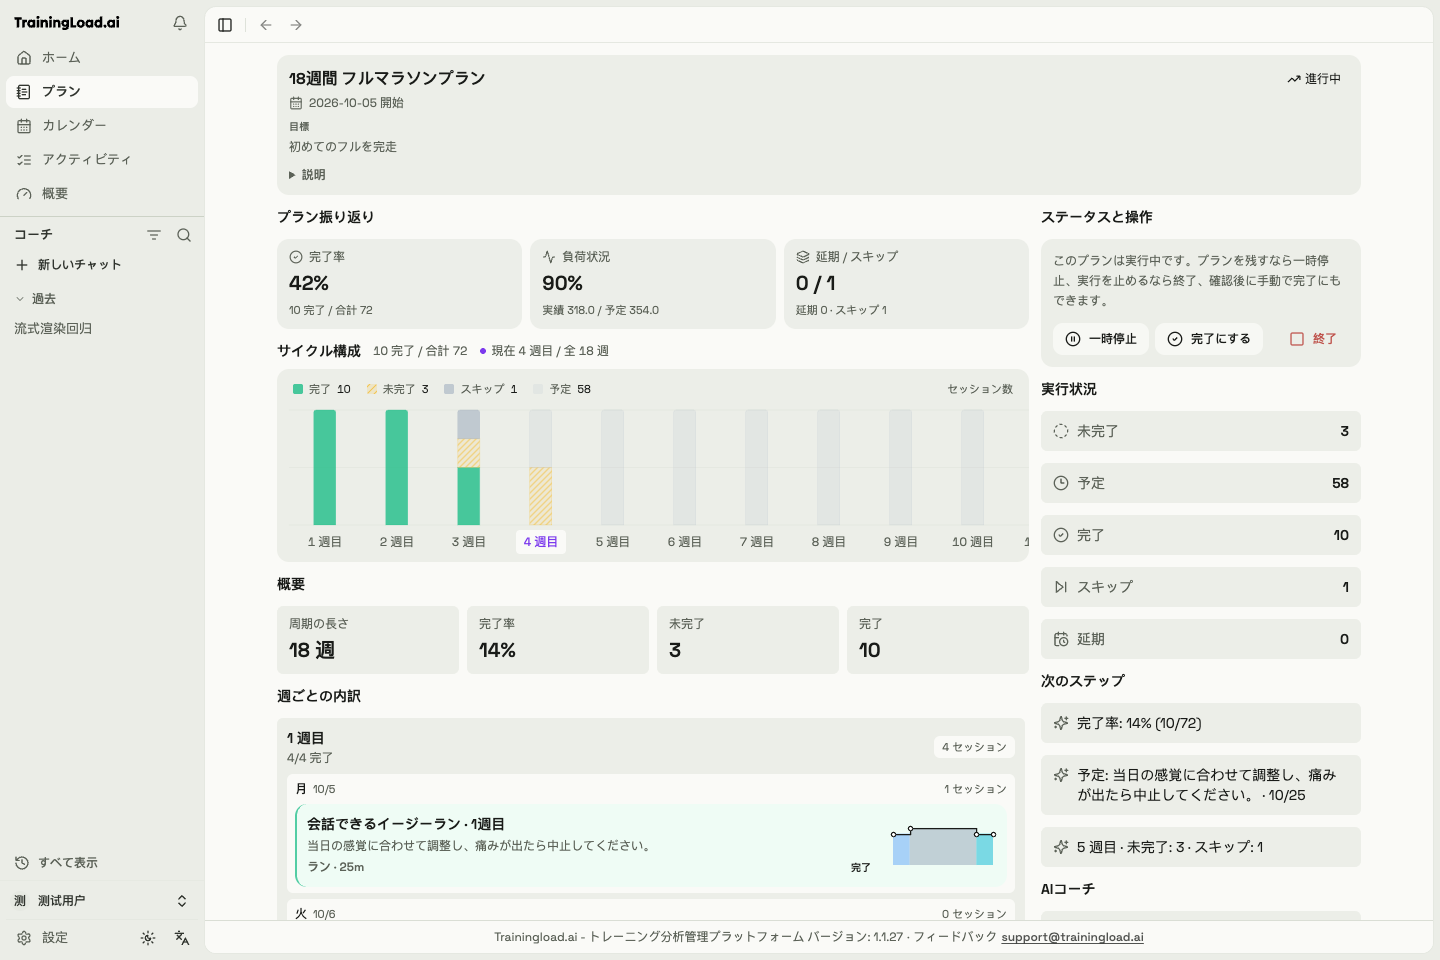 TrainingLoad.ai
ホーム
プラン
カレンダー
アクティビティ
概要
コーチ
新しいチャット
過去
流式渲染回归
すべて表示
測 測试用户
設定
18週間 フルマラソンプラン
進行中
2026-10-05 開始
目標
初めてのフルを完走
説明
プラン振り返り
完了率
42%
10 完了 / 合計 72
負荷状況
90%
実績 318.0 / 予定 354.0
延期 / スキップ
0 / 1
延期 0 · スキップ 1
サイクル構成 10 完了 / 合計 72 現在 4 週目 / 全 18 週
完了 10 未完了 3 スキップ 1 予定 58 セッション数
1 週目 2 週目 3 週目 4 週目 5 週目 6 週目 7 週目 8 週目 9 週目 10 週目 1
概要
周期の長さ
18 週
完了率
14%
未完了
3
完了
10
週ごとの内訳
1 週目
4/4 完了
4 セッション
月 10/5 1 セッション
会話できるイージーラン · 1週目
当日の感覚に合わせて調整し、痛みが出たら中止してください。
ラン · 25m
完了
火 10/6 0 セッション
ステータスと操作
このプランは実行中です。プランを残すなら一時停
止、実行を止めるなら終了、確認後に手動で完了にも
できます。
一時停止 完了にする 終了
実行状況
未完了 3
予定 58
完了 10
スキップ 1
延期 0
次のステップ
完了率: 14% (10/72)
予定: 当日の感覚に合わせて調整し、痛み
が出たら中止してください。 · 10/25
5 週目 · 未完了: 3 · スキップ: 1
AIコーチ
Trainingload.ai - トレーニング分析管理プラットフォーム バージョン: 1.1.27 · フィードバック support@trainingload.ai